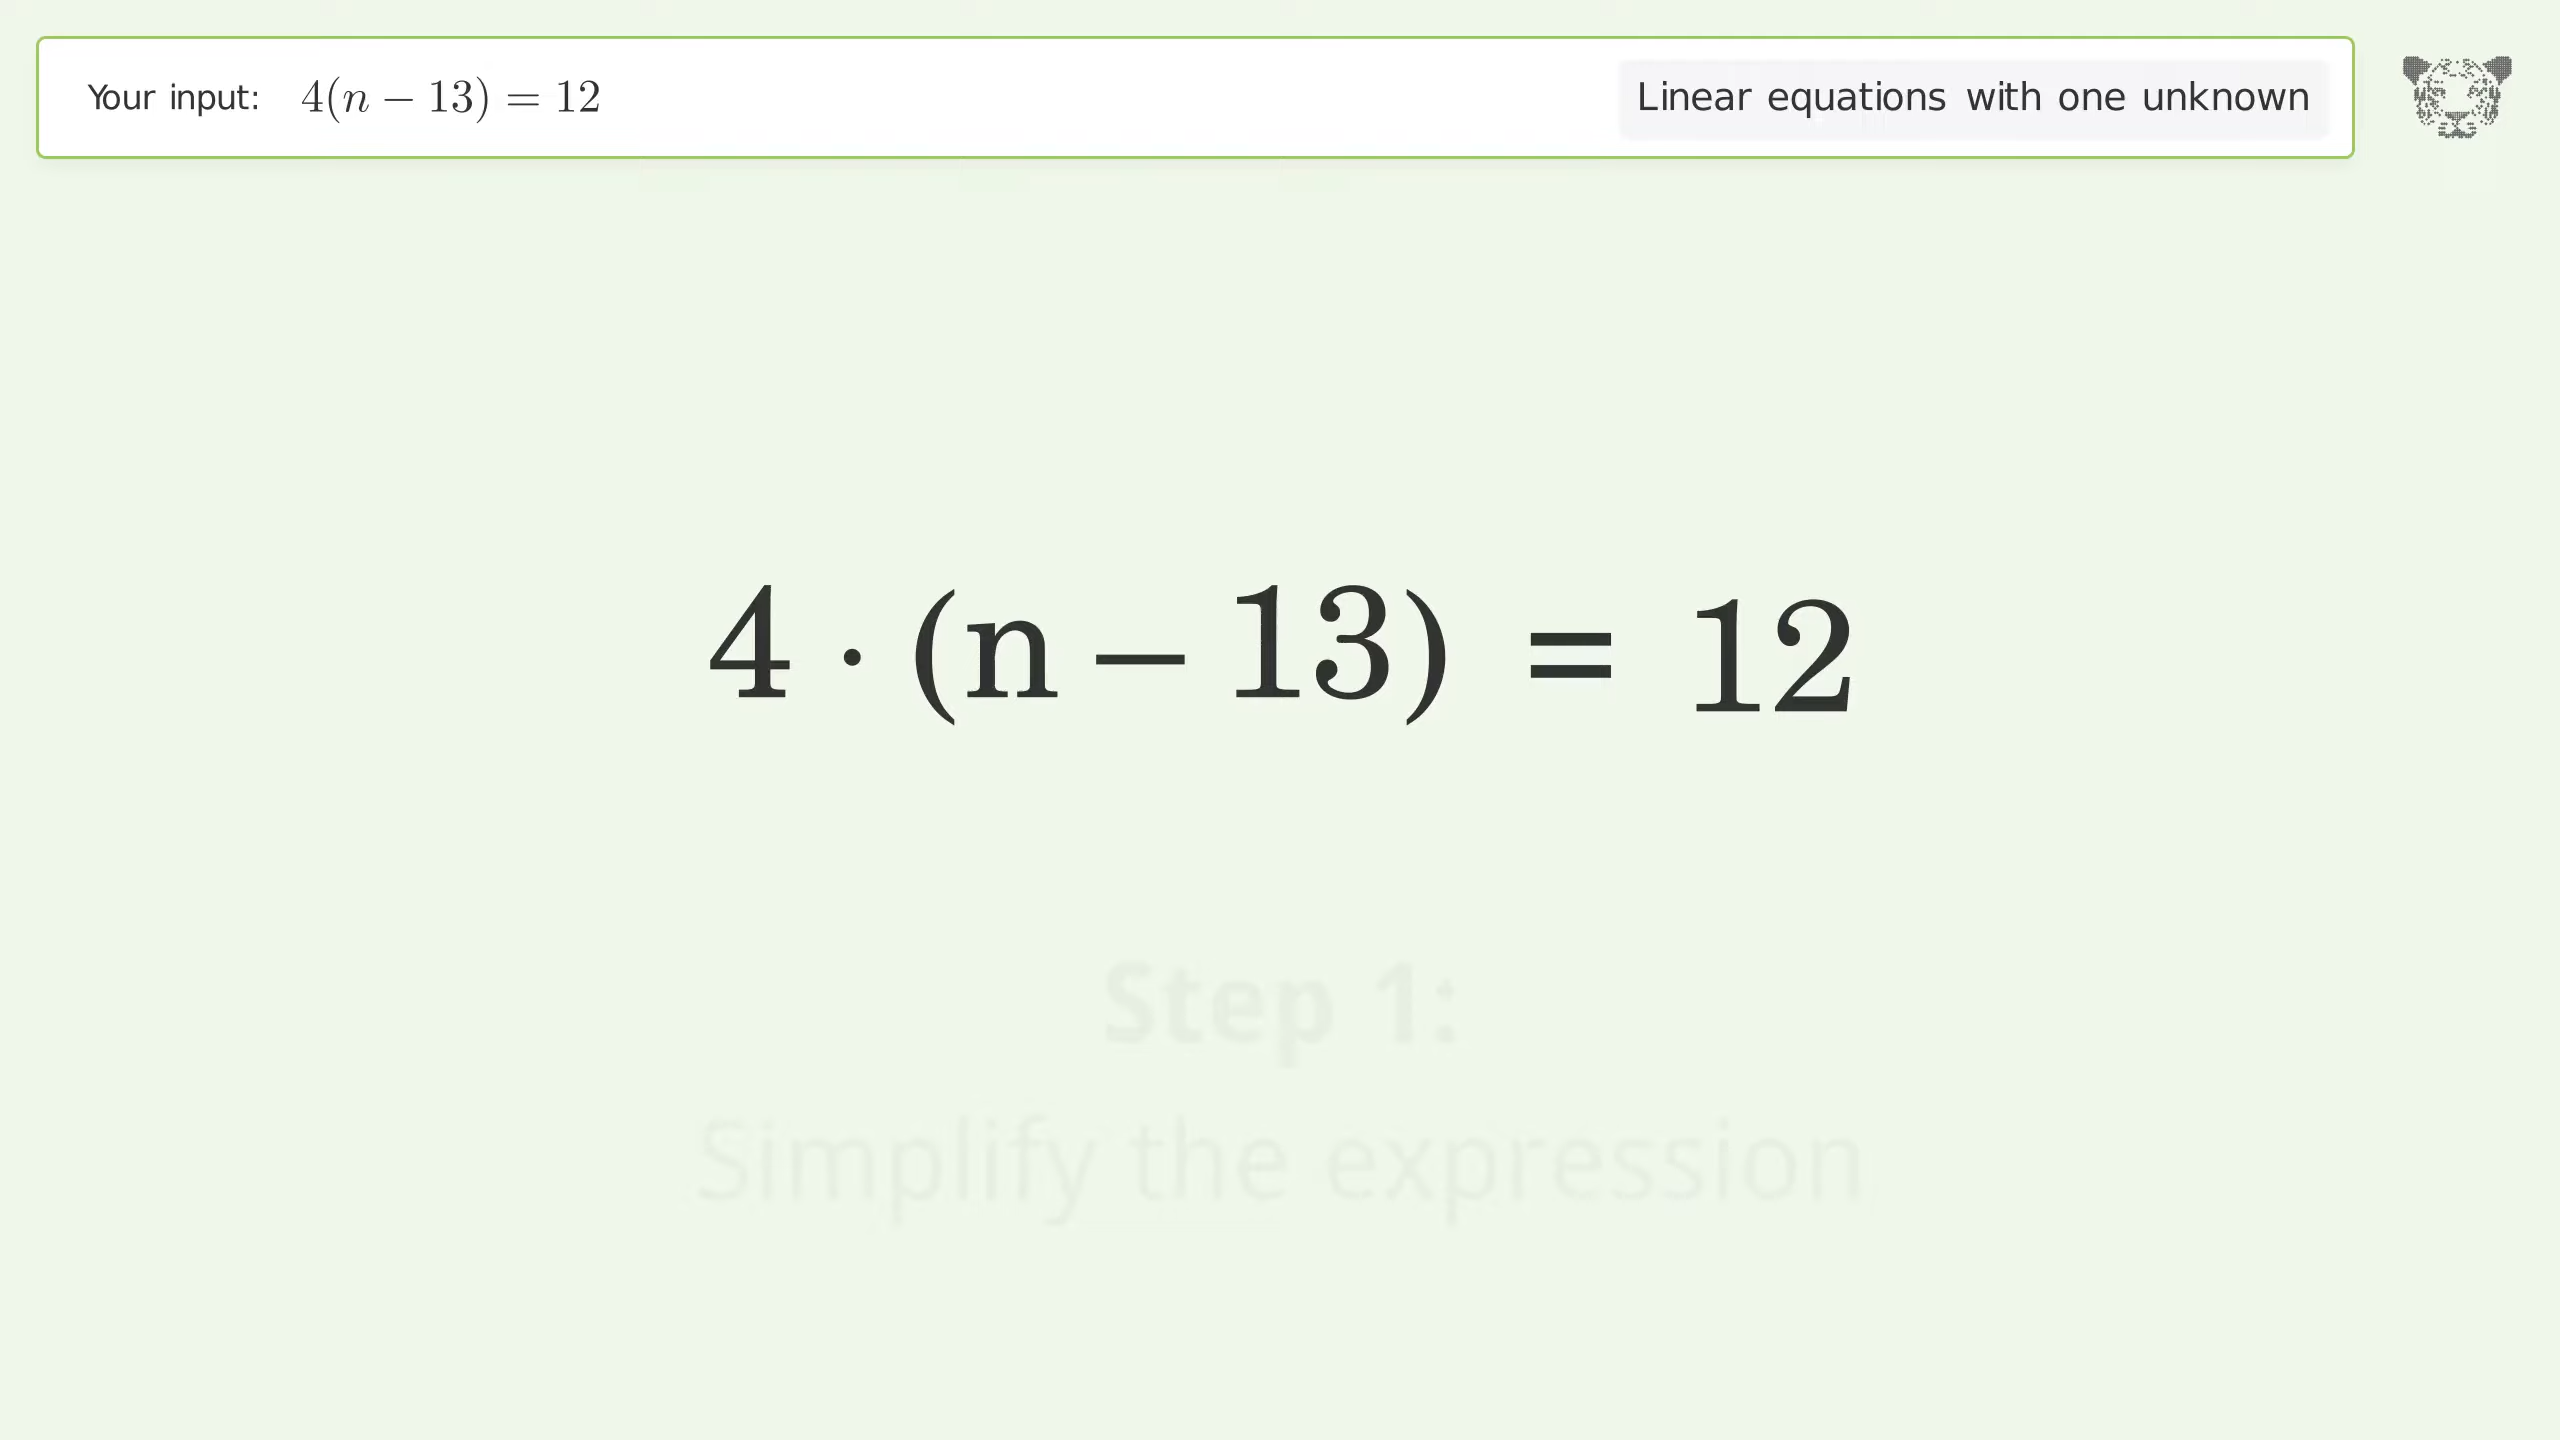 Your input: 4(n − 13) = 12
Linear equations with one unknown
4 · (n − 13) = 12
Step 1:
Simplify the expression